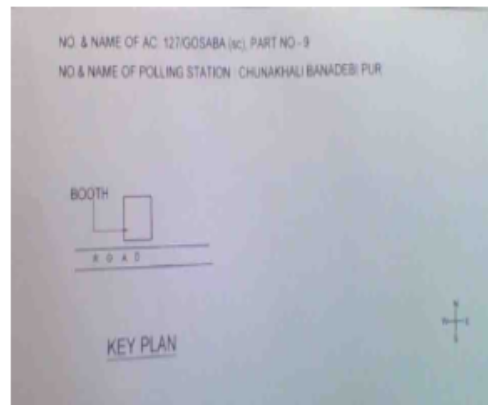 NO. & NAME OF AC: 127/GOSABA (sc), PART NO - 9
NO & NAME OF POLLING STATION : CHUNAKHALI BANADEBI PUR
BOOTH
R O A D
KEY PLAN
N
W E
S